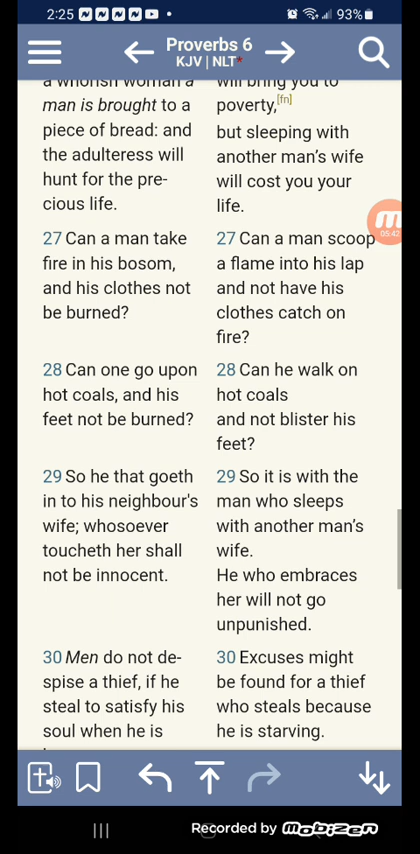 2:25 93%
Proverbs 6
KJV | NLT*
a whorish woman a
man is brought to a
piece of bread: and
the adulteress will
hunt for the pre-
cious life.
27 Can a man take
fire in his bosom,
and his clothes not
be burned?
28 Can one go upon
hot coals, and his
feet not be burned?
29 So he that goeth
in to his neighbour's
wife; whosoever
toucheth her shall
not be innocent.
30 Men do not de-
spise a thief, if he
steal to satisfy his
soul when he is
will bring you to
poverty,[fn]
but sleeping with
another man's wife
will cost you your
life.
27 Can a man scoop
a flame into his lap
and not have his
clothes catch on
fire?
28 Can he walk on
hot coals
and not blister his
feet?
29 So it is with the
man who sleeps
with another man's
wife.
He who embraces
her will not go
unpunished.
30 Excuses might
be found for a thief
who steals because
he is starving.
m
05:42
Recorded by Mobizen